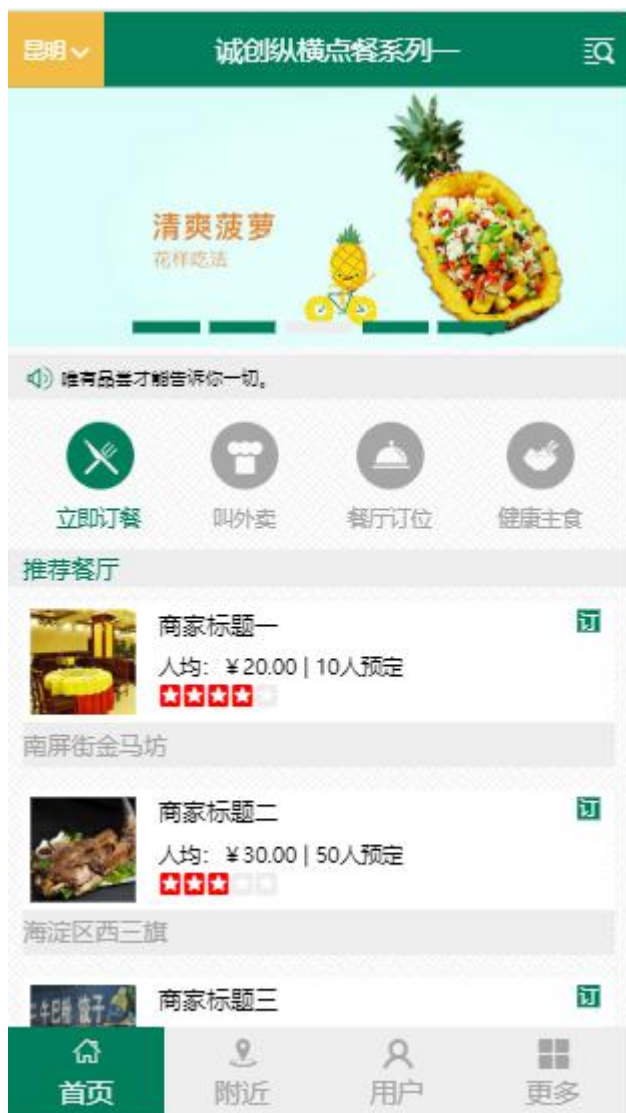 昆明
诚创纵横点餐系列一
清爽菠萝
花样吃法
唯有品尝才能告诉你一切。
立即订餐 叫外卖 餐厅订位 健康主食
推荐餐厅
商家标题一 订
人均：￥20.00 | 10人预定
南屏街金马坊
商家标题二 订
人均：￥30.00 | 50人预定
海淀区西三旗
饺子
商家标题三 订
首页 附近 用户 更多